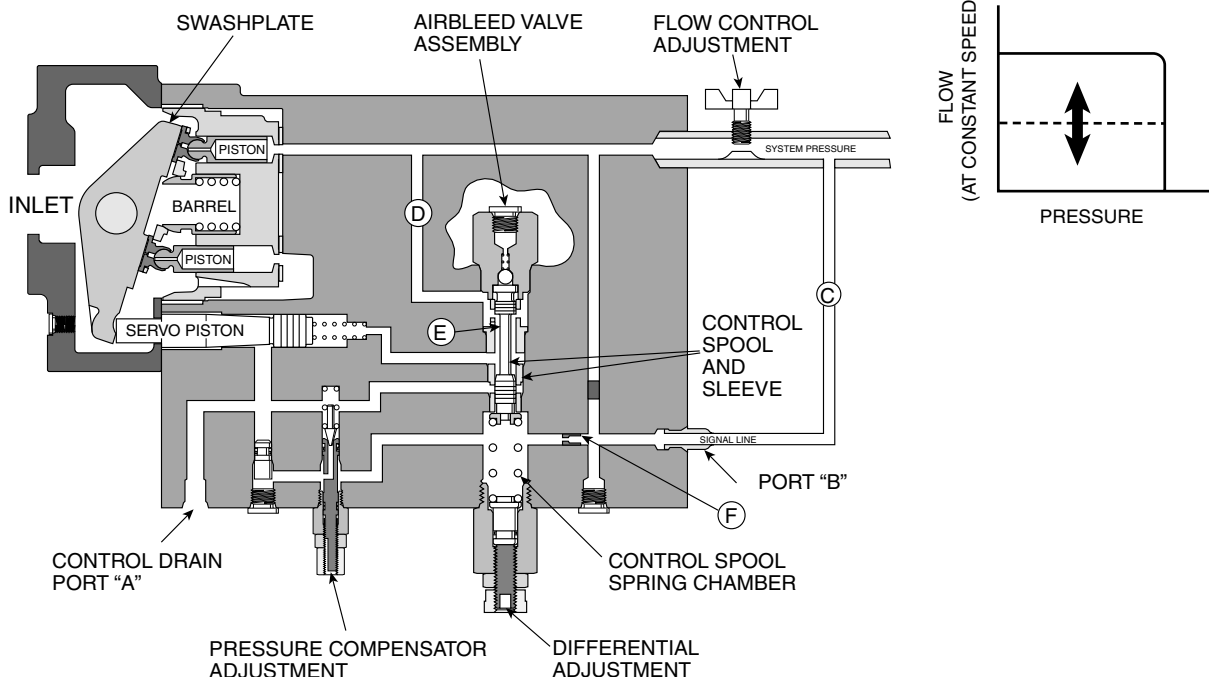 SWASHPLATE
AIRBLEED VALVE
ASSEMBLY
FLOW CONTROL
ADJUSTMENT
FLOW
(AT CONSTANT SPEED)
PRESSURE
PISTON
SYSTEM PRESSURE
INLET
BARREL
D
PISTON
C
E
SERVO PISTON
CONTROL
SPOOL
AND
SLEEVE
SIGNAL LINE
PORT “B”
F
CONTROL DRAIN
PORT “A”
CONTROL SPOOL
SPRING CHAMBER
PRESSURE COMPENSATOR
ADJUSTMENT
DIFFERENTIAL
ADJUSTMENT